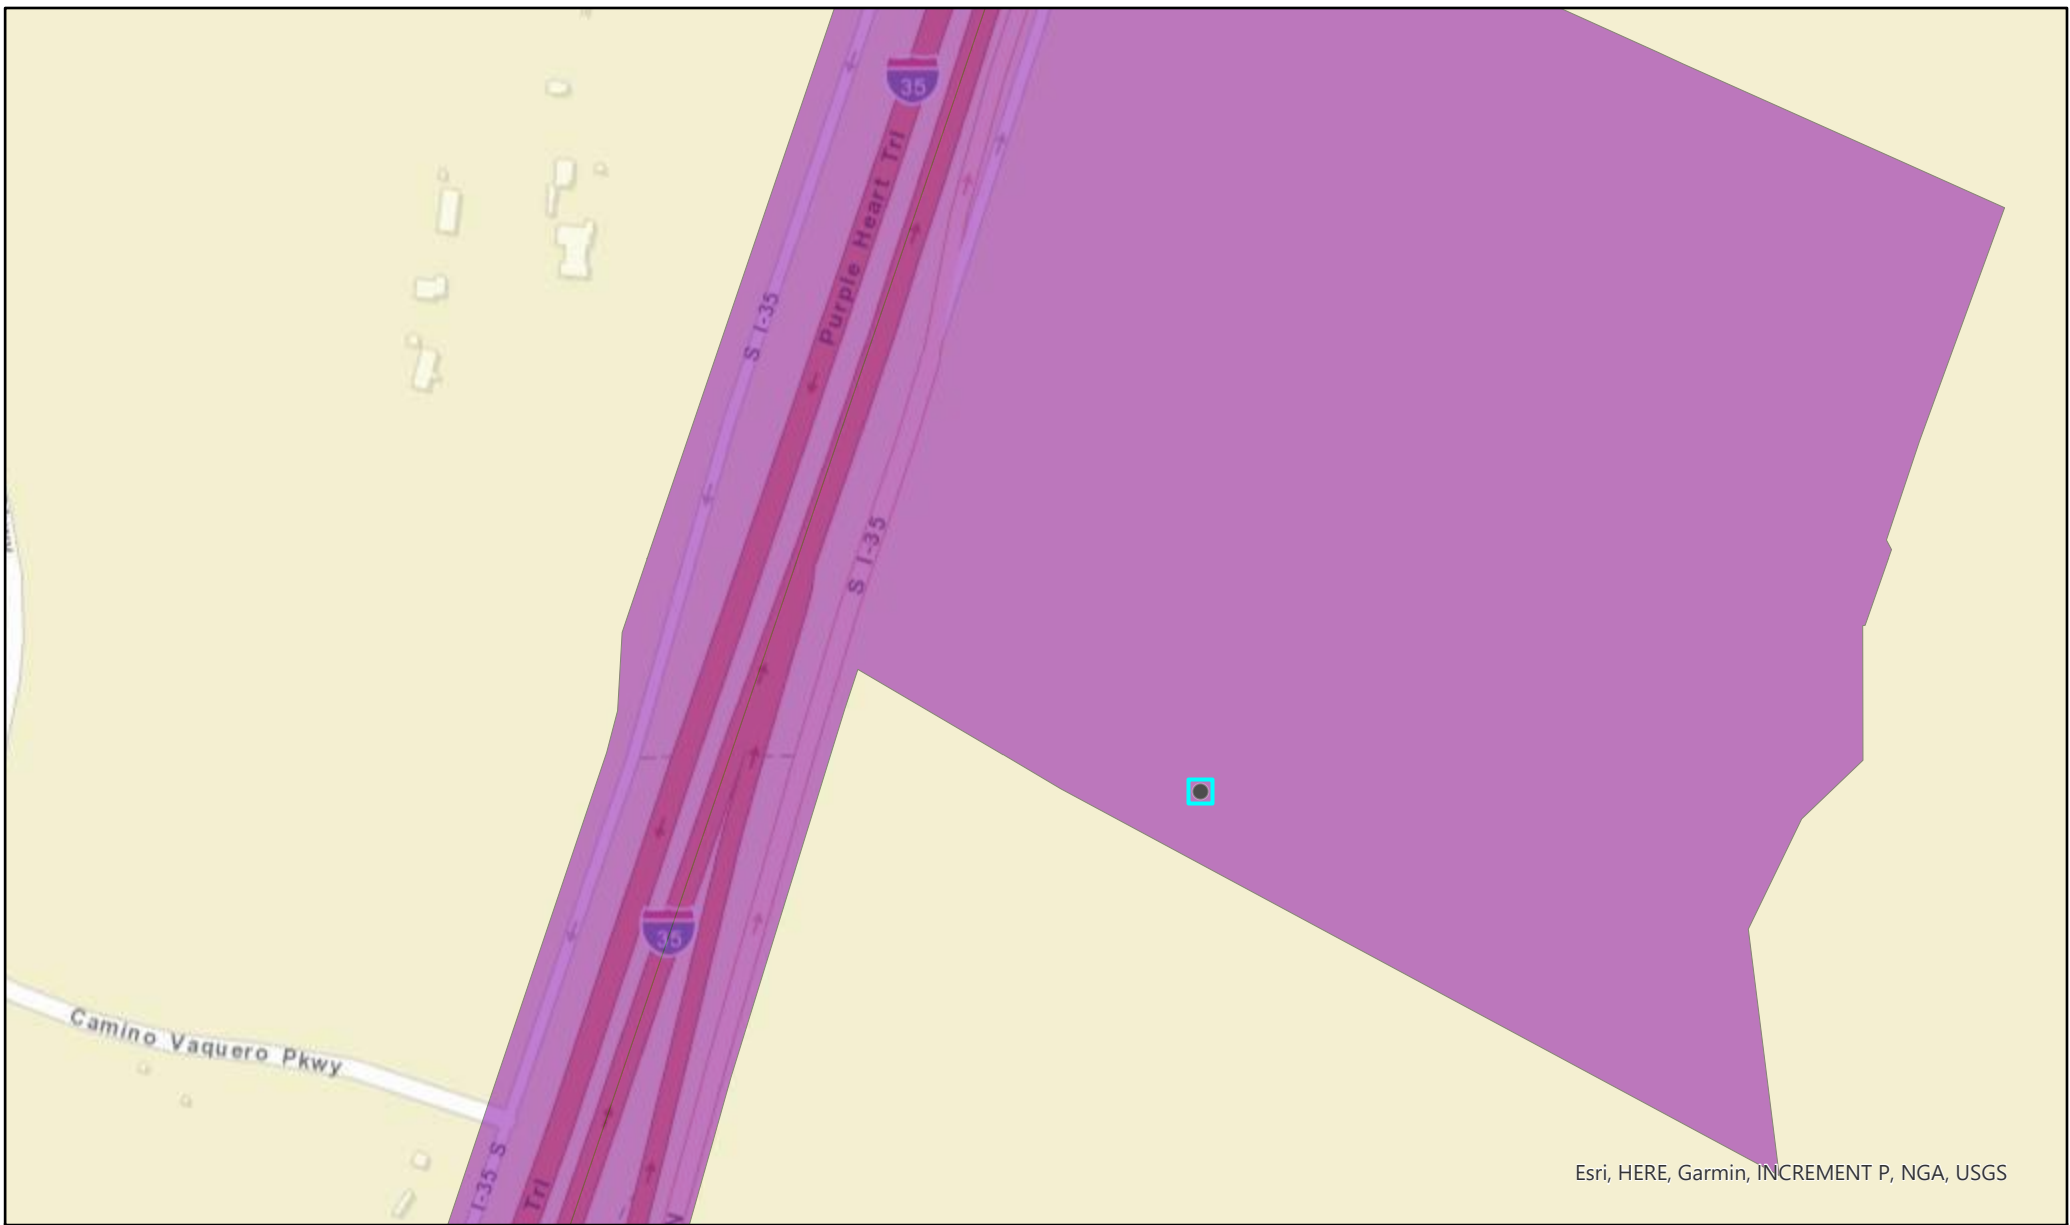 35
Purple Heart Trl
S I-35
S I-35
35
Camino Vaquero Pkwy
I-35 S
Trl
N
Esri, HERE, Garmin, INCREMENT P, NGA, USGS